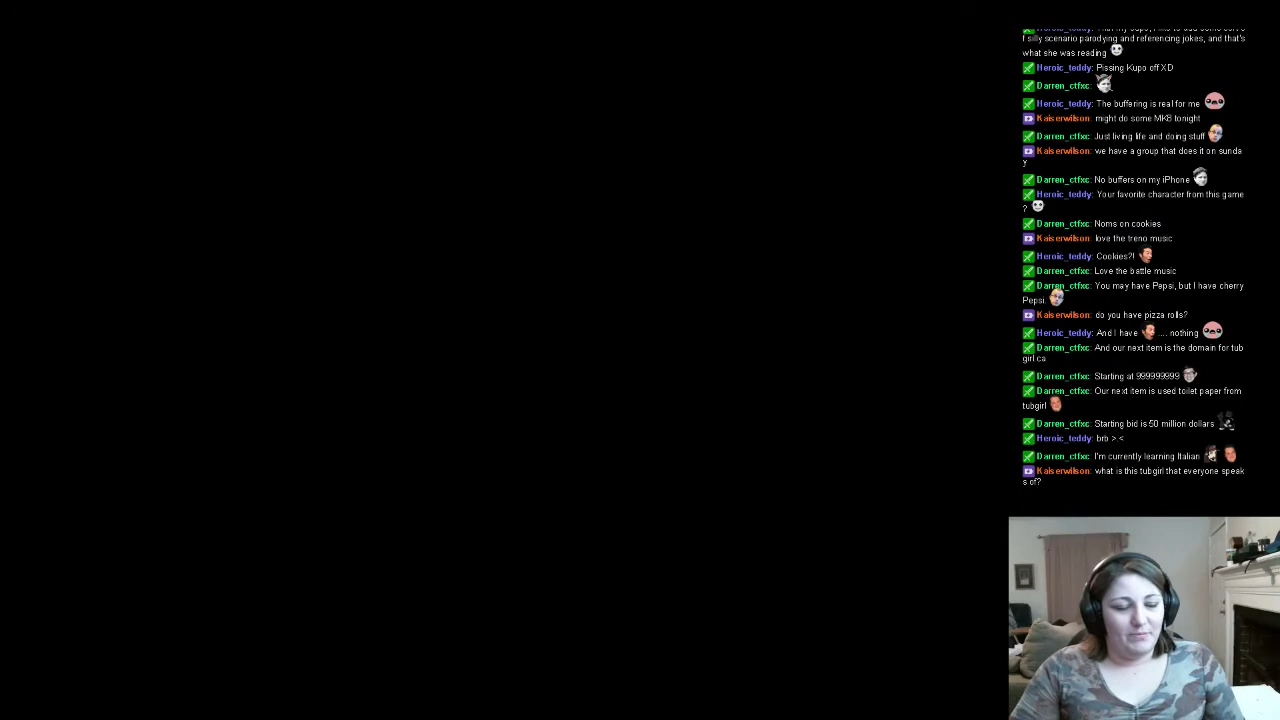 f silly scenario parodying and referencing jokes, and that's
what she was reading
Heroic_teddy: Pissing Kupo off XD
Darren_ctfxc:
Heroic_teddy: The buffering is real for me
Kaiserwilson: might do some MK8 tonight
Darren_ctfxc: Just living life and doing stuff
Kaiserwilson: we have a group that does it on sunda
y
Darren_ctfxc: No buffers on my iPhone
Heroic_teddy: Your favorite character from this game
?
Darren_ctfxc: Noms on cookies
Kaiserwilson: love the treno music
Heroic_teddy: Cookies?!
Darren_ctfxc: Love the battle music
Darren_ctfxc: You may have Pepsi, but I have cherry
Pepsi.
Kaiserwilson: do you have pizza rolls?
Heroic_teddy: And I have .... nothing
Darren_ctfxc: And our next item is the domain for tub
girl ca
Darren_ctfxc: Starting at 999999999
Darren_ctfxc: Our next item is used toilet paper from
tubgirl
Darren_ctfxc: Starting bid is 50 million dollars
Heroic_teddy: brb >.<
Darren_ctfxc: I'm currently learning Italian
Kaiserwilson: what is this tubgirl that everyone speak
s of?